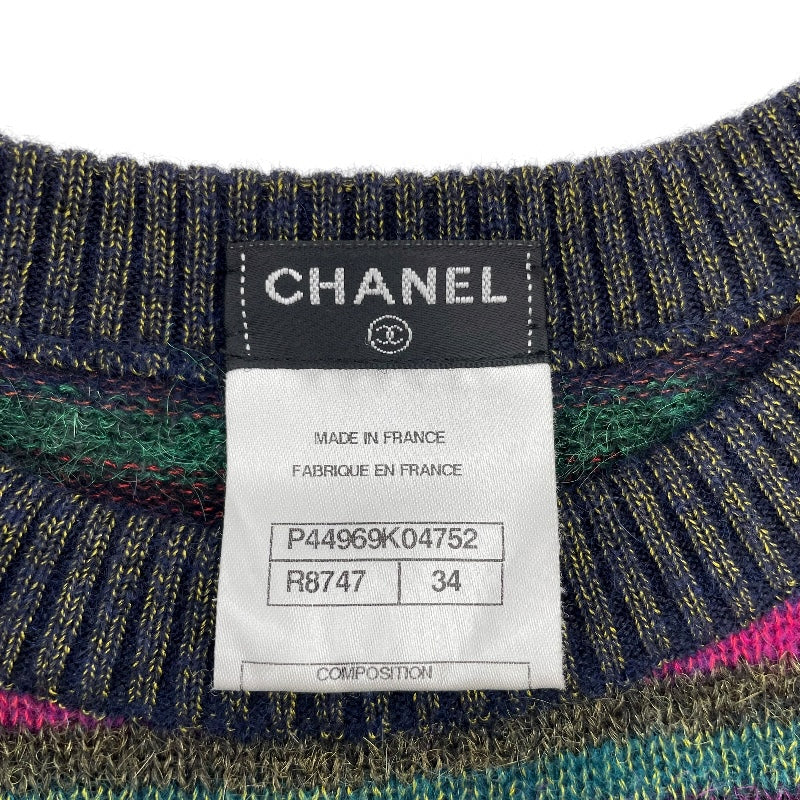 CHANEL
MADE IN FRANCE
FABRIQUE EN FRANCE
P44969K04752
R8747 34
COMPOSITION